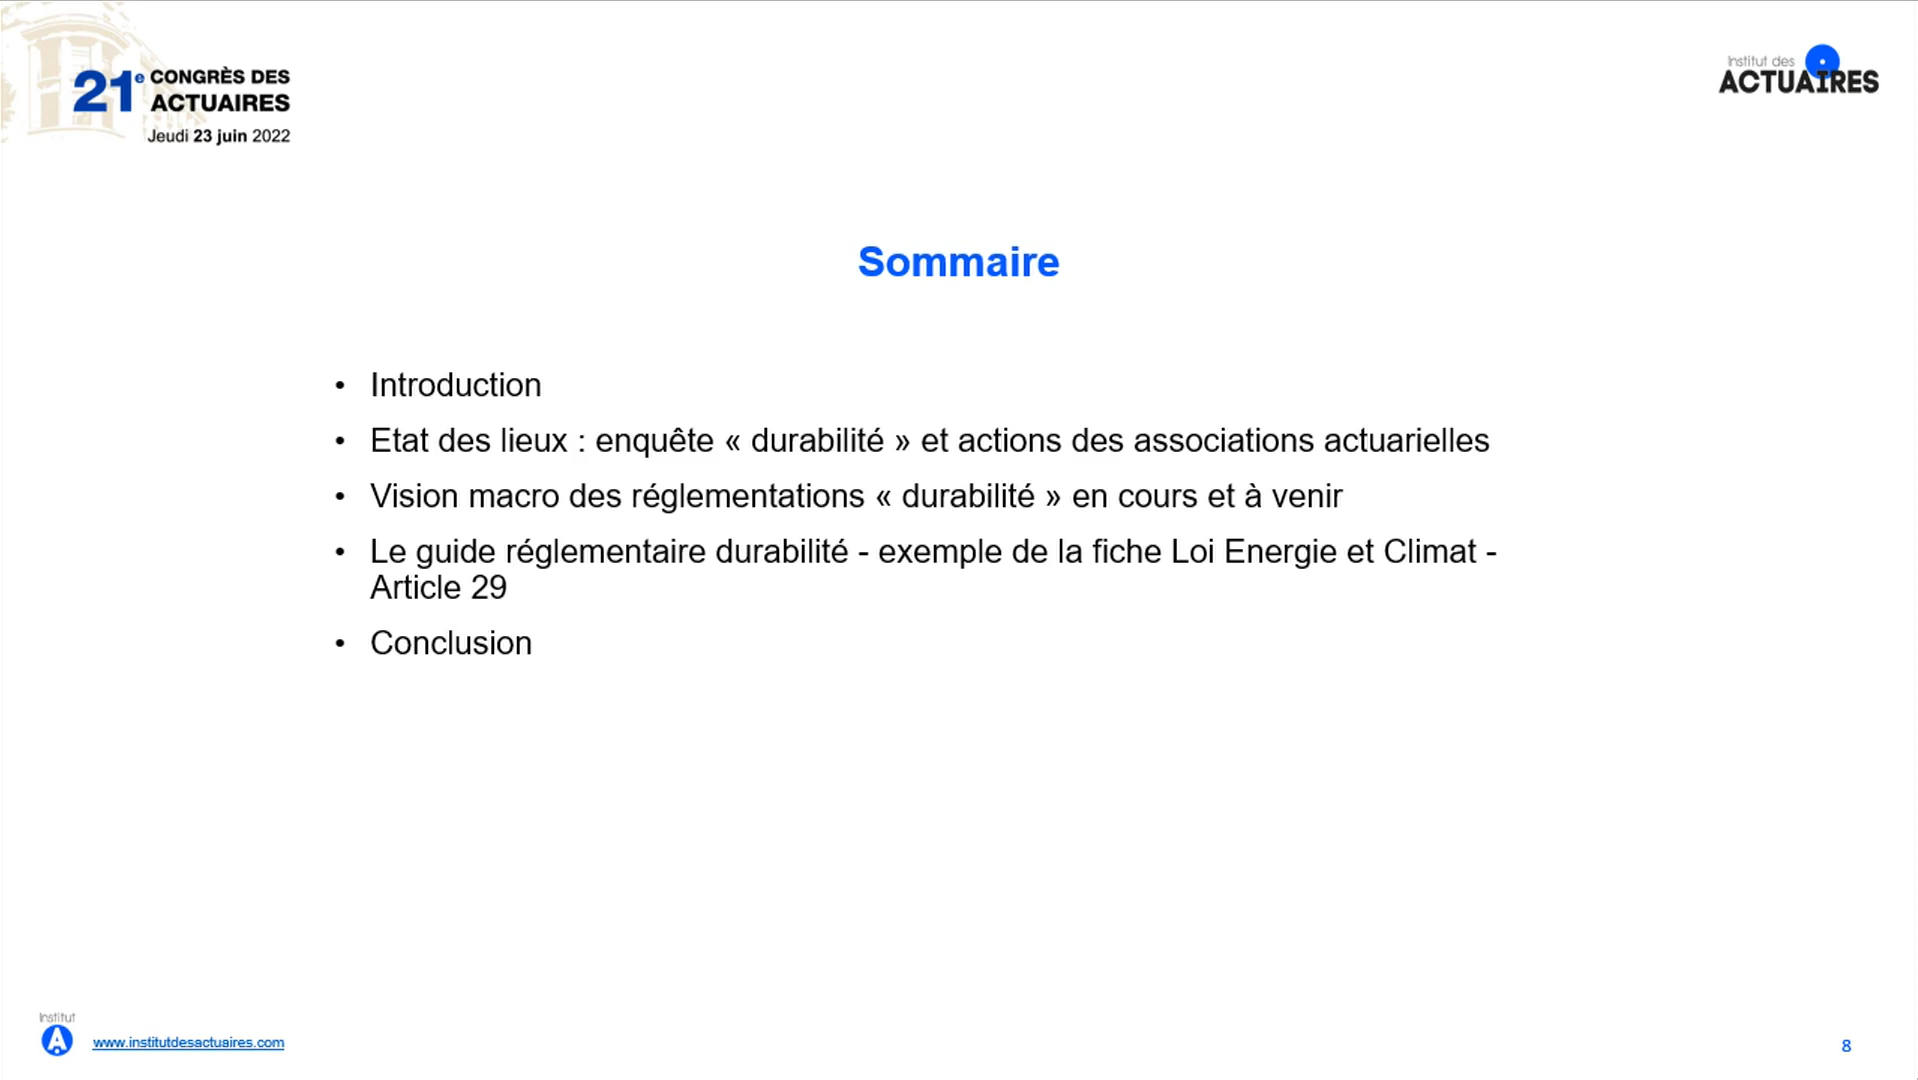 21e CONGRÈS DES
ACTUAIRES
Jeudi 23 juin 2022
Institut des
ACTUAIRES
Sommaire
• Introduction
• Etat des lieux : enquête « durabilité » et actions des associations actuarielles
• Vision macro des réglementations « durabilité » en cours et à venir
• Le guide réglementaire durabilité - exemple de la fiche Loi Energie et Climat -
Article 29
• Conclusion
Institut
A
www.institutdesactuaires.com
8